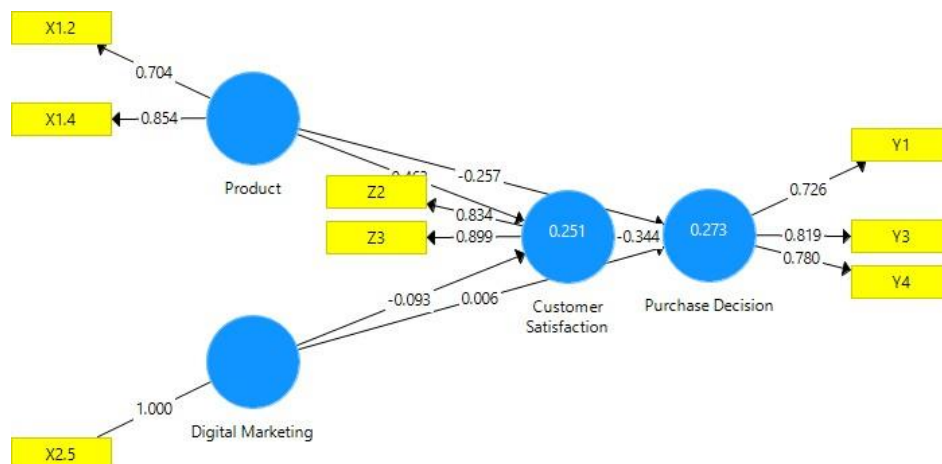 X1.2
0.704
X1.4
0.854
Product
-0.257
Z2
0.834
Z3
0.899
0.251
-0.344
0.273
Customer
Satisfaction
Purchase Decision
Y1
0.726
0.819
Y3
0.780
Y4
-0.093
0.006
1.000
Digital Marketing
X2.5